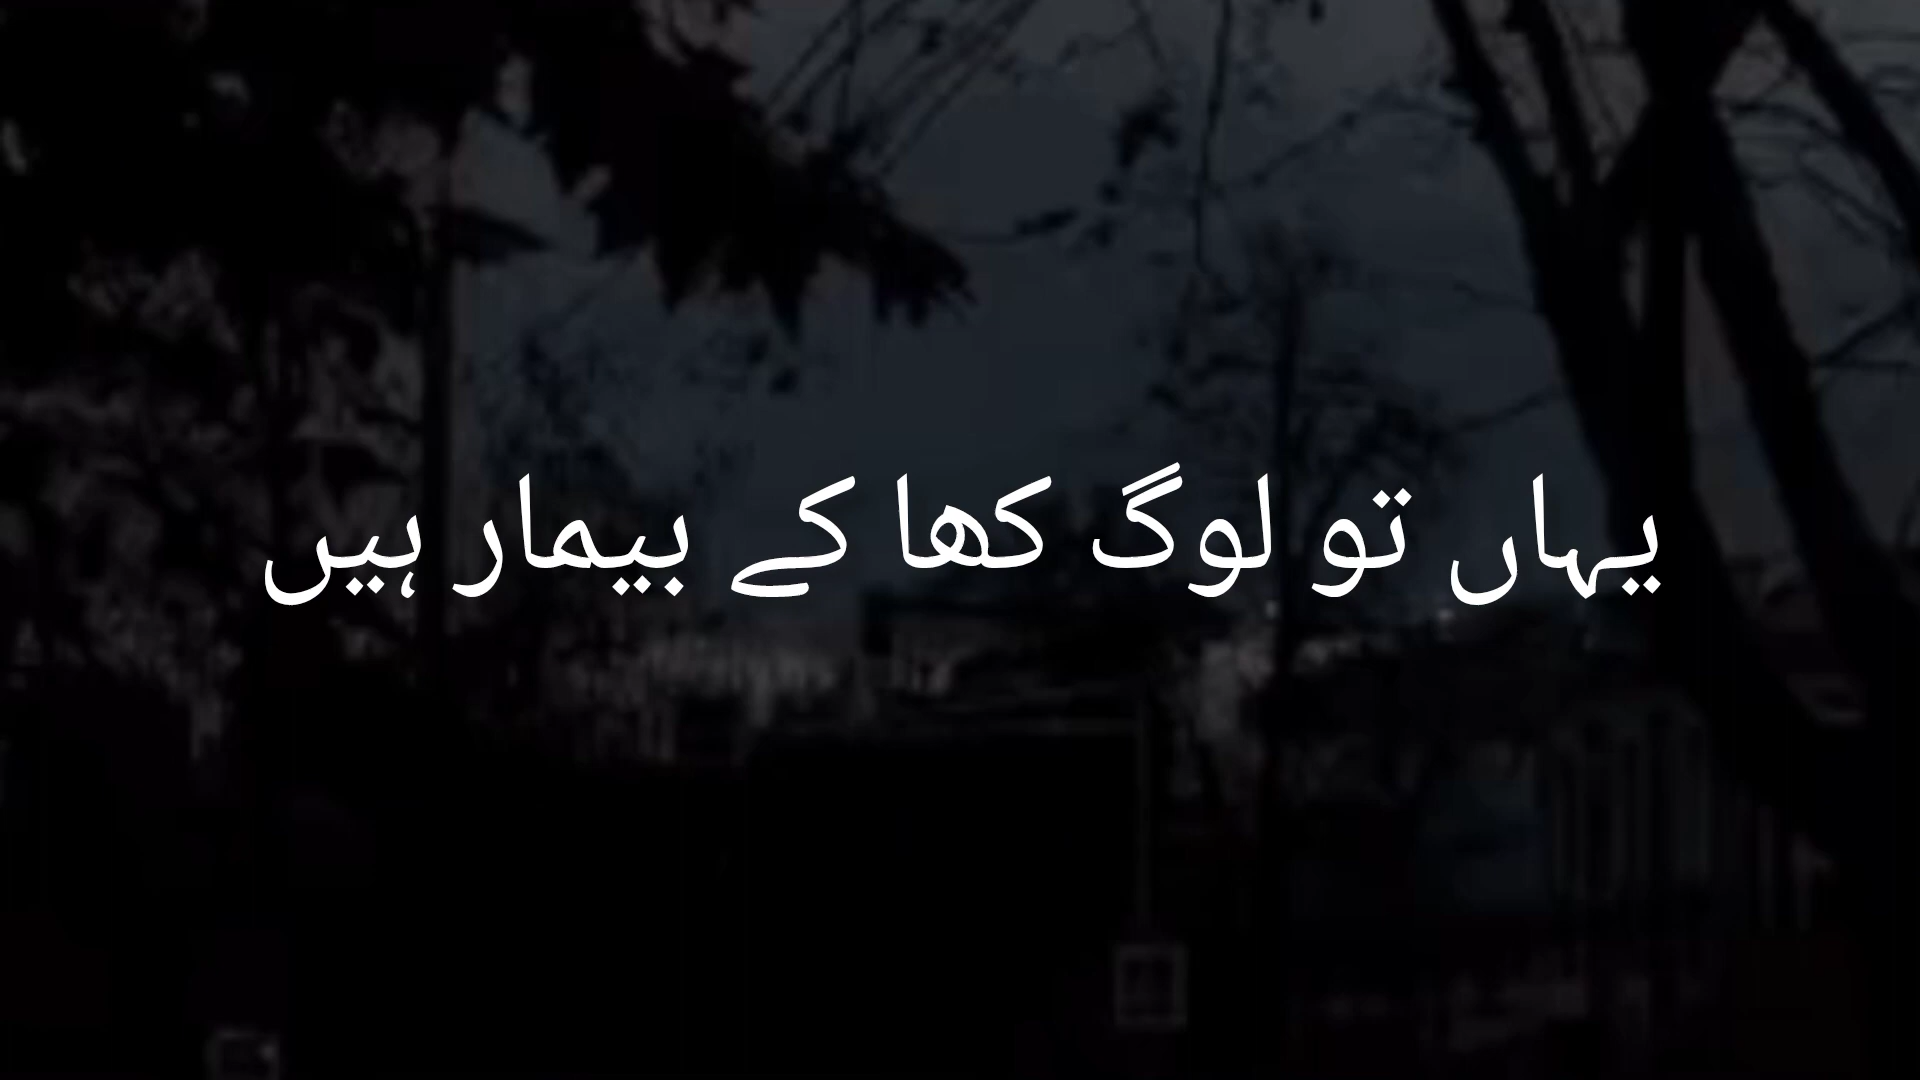 یہاں تو لوگ کھا کے بیمار ہیں